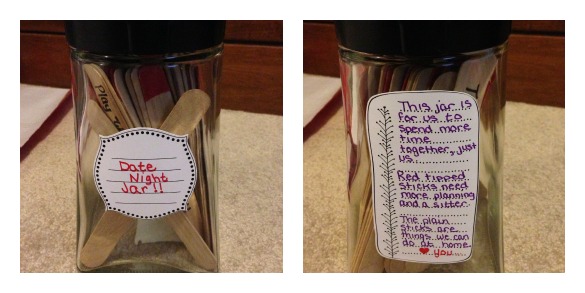 Play
Date
Night
Jar!!
This jar is
for us to
spend more
time
together, just
us.
Red tipped
sticks need
more planning
and a sitter.
The plain
sticks are
things we can
do at home
♥ you